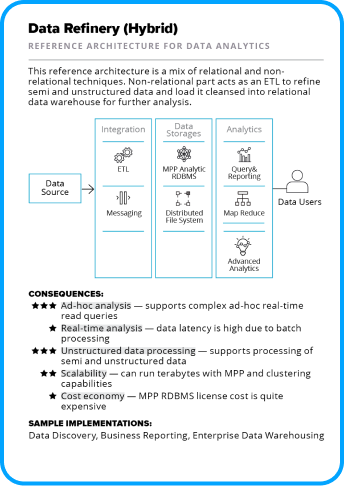 Data Refinery (Hybrid)
REFERENCE ARCHITECTURE FOR DATA ANALYTICS
This reference architecture is a mix of relational and non-
relational techniques. Non-relational part acts as an ETL to refine
semi and unstructured data and load it cleansed into relational
data warehouse for further analysis.
Data
Source
Integration
ETL
Messaging
Data
Storages
MPP Analytic
RDBMS
Distributed
File System
Analytics
Query&
Reporting
Map Reduce
Advanced
Analytics
Data Users
CONSEQUENCES:
★★★ Ad-hoc analysis — supports complex ad-hoc real-time
read queries
★ Real-time analysis — data latency is high due to batch
processing
★★★ Unstructured data processing — supports processing of
semi and unstructured data
★★ Scalability — can run terabytes with MPP and clustering
capabilities
★ Cost economy — MPP RDBMS license cost is quite
expensive
SAMPLE IMPLEMENTATIONS:
Data Discovery, Business Reporting, Enterprise Data Warehousing